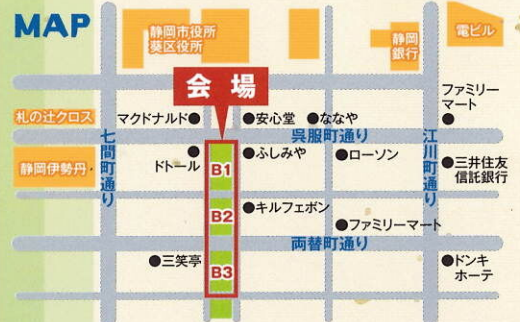 MAP
静岡市役所
葵区役所
静岡
銀行
電ビル
会場
札の辻クロス
マクドナルド
安心堂
ななや
ファミリー
マート
呉服町通り
七間町通り
江川町通り
静岡伊勢丹
ドトール
B1
ふしみや
ローソン
三井住友
信託銀行
B2
キルフェボン
ファミリーマート
両替町通り
三笑亭
B3
ドンキ
ホーテ